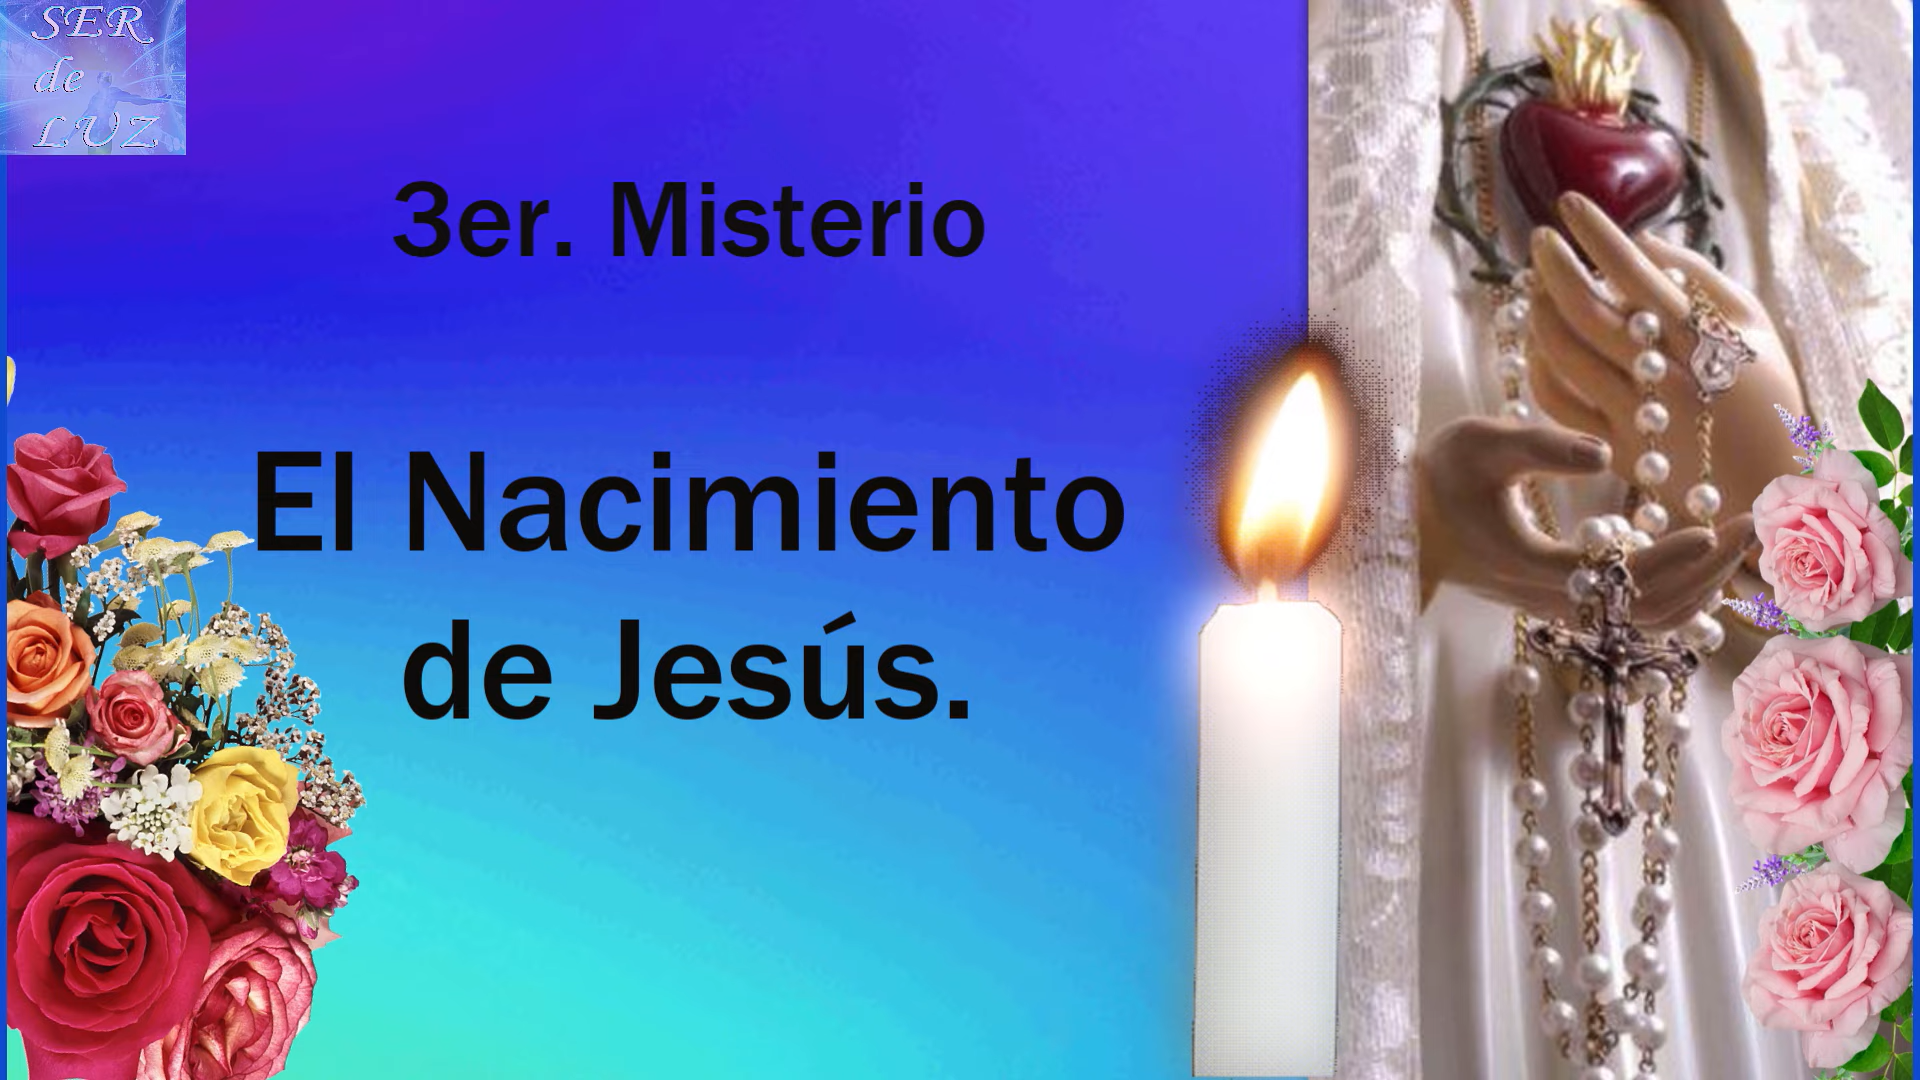 SER
de
LUZ
3er. Misterio
El Nacimiento
de Jesús.